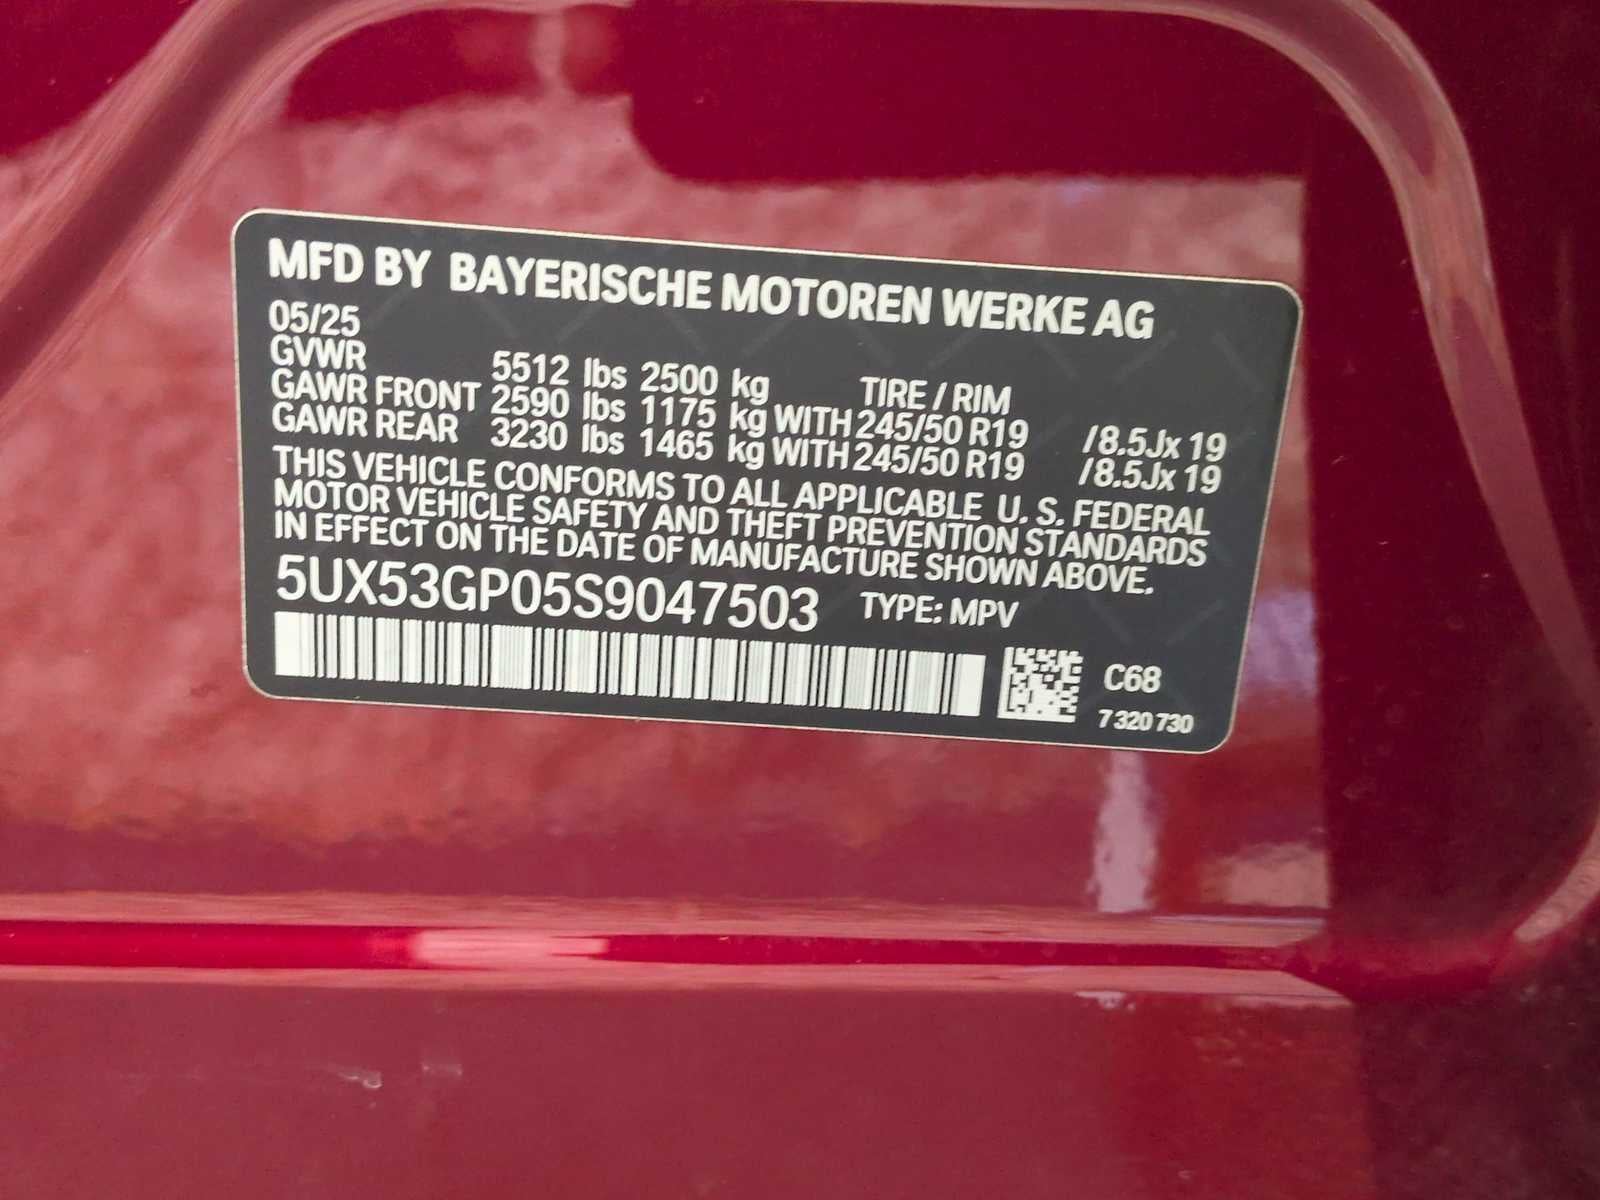 MFD BY BAYERISCHE MOTOREN WERKE AG
05/25
GVWR 5512 lbs 2500 kg TIRE / RIM
GAWR FRONT 2590 lbs 1175 kg WITH 245/50 R19 /8.5Jx 19
GAWR REAR 3230 lbs 1465 kg WITH 245/50 R19 /8.5Jx 19
THIS VEHICLE CONFORMS TO ALL APPLICABLE U. S. FEDERAL
MOTOR VEHICLE SAFETY AND THEFT PREVENTION STANDARDS
IN EFFECT ON THE DATE OF MANUFACTURE SHOWN ABOVE.
5UX53GP05S9047503 TYPE: MPV
C68
7 320 730